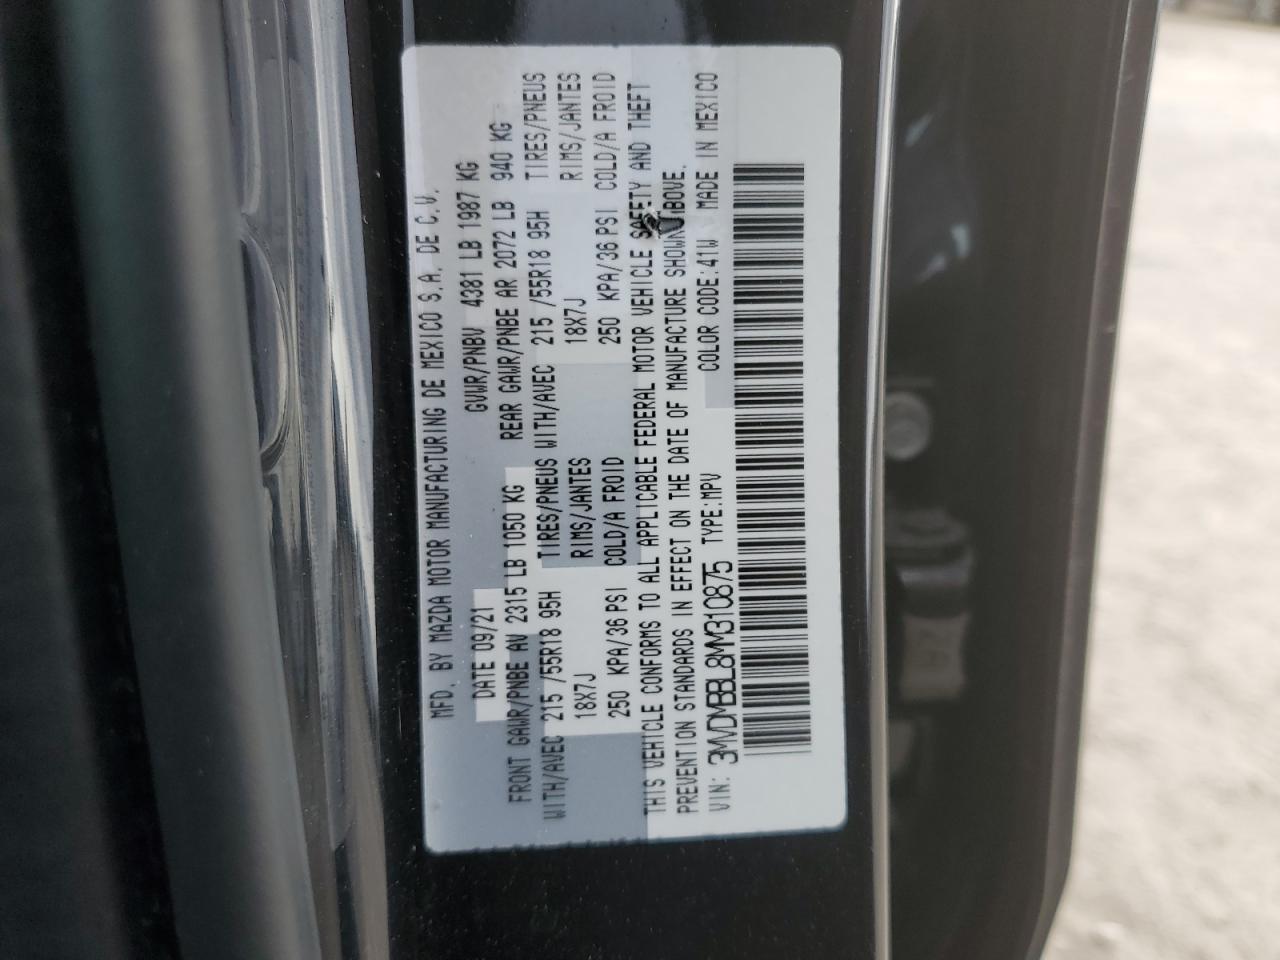 MFD. BY MAZDA MOTOR MANUFACTURING DE MEXICO S.A. DE C.V.
DATE 09/21 GVWR/PNBV 4381 LB 1987 KG
FRONT GAWR/PNBE AV 2315 LB 1050 KG REAR GAWR/PNBE AR 2072 LB 940 KG
WITH/AVEC 215 /55R18 95H TIRES/PNEUS WITH/AVEC 215 /55R18 95H TIRES/PNEUS
18X7J RIMS/JANTES 18X7J RIMS/JANTES
250 KPA/36 PSI COLD/A FROID 250 KPA/36 PSI COLD/A FROID
THIS VEHICLE CONFORMS TO ALL APPLICABLE FEDERAL MOTOR VEHICLE SAFETY AND THEFT
PREVENTION STANDARDS IN EFFECT ON THE DATE OF MANUFACTURE SHOWN ABOVE.
VIN: 3MVDMBBL8MM310875 TYPE:MPV COLOR CODE:41W MADE IN MEXICO